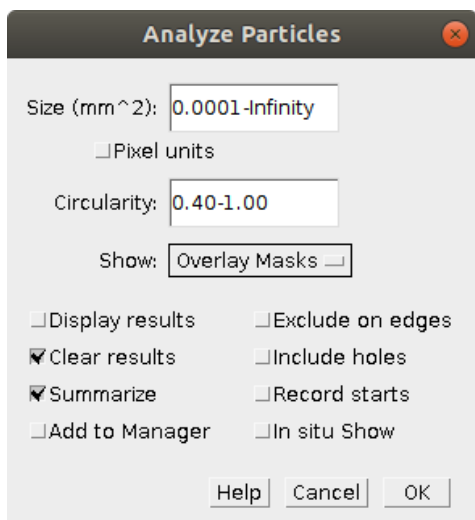 Analyze Particles
Size (mm^2): 0.0001-Infinity
Pixel units
Circularity: 0.40-1.00
Show: Overlay Masks
Display results Exclude on edges
Clear results Include holes
Summarize Record starts
Add to Manager In situ Show
Help Cancel OK